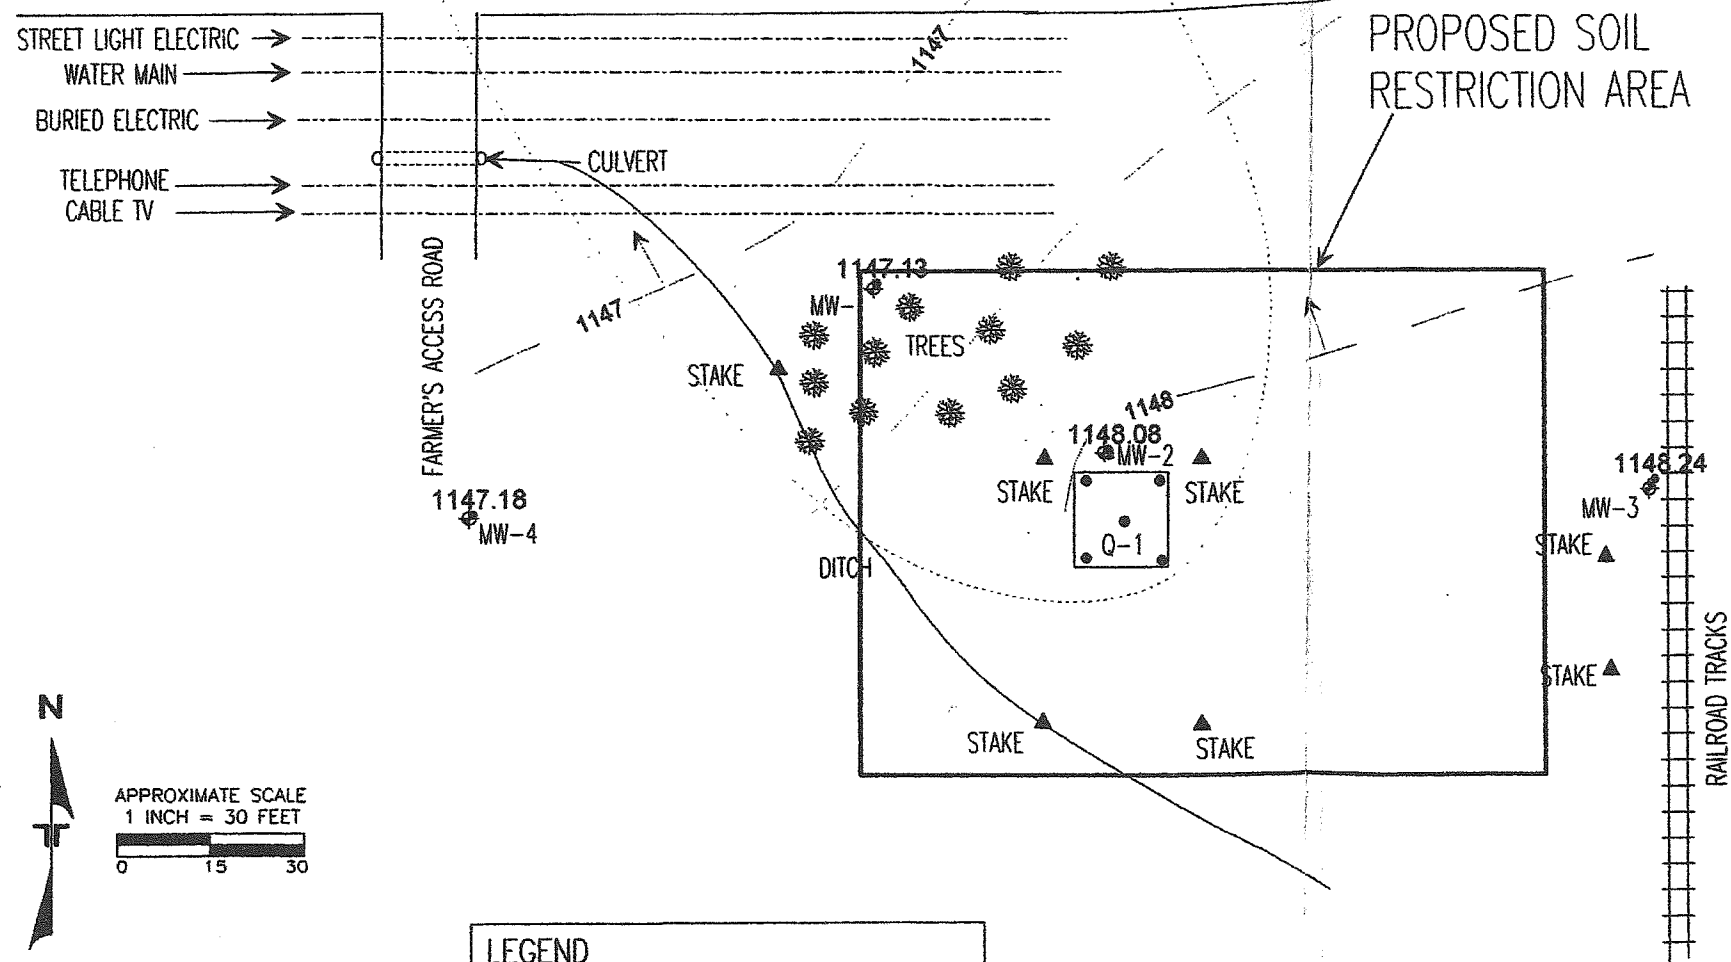 STREET LIGHT ELECTRIC
WATER MAIN
BURIED ELECTRIC
TELEPHONE
CABLE TV
CULVERT
FARMER'S ACCESS ROAD
1147
1147
PROPOSED SOIL
RESTRICTION AREA
1147.13
MW-
TREES
STAKE
1148
1148.08
MW-2
STAKE
STAKE
Q-1
1147.18
MW-4
DITCH
1148.24
MW-3
STAKE
STAKE
STAKE
STAKE
RAILROAD TRACKS
N
APPROXIMATE SCALE
1 INCH = 30 FEET
0 15 30
LEGEND